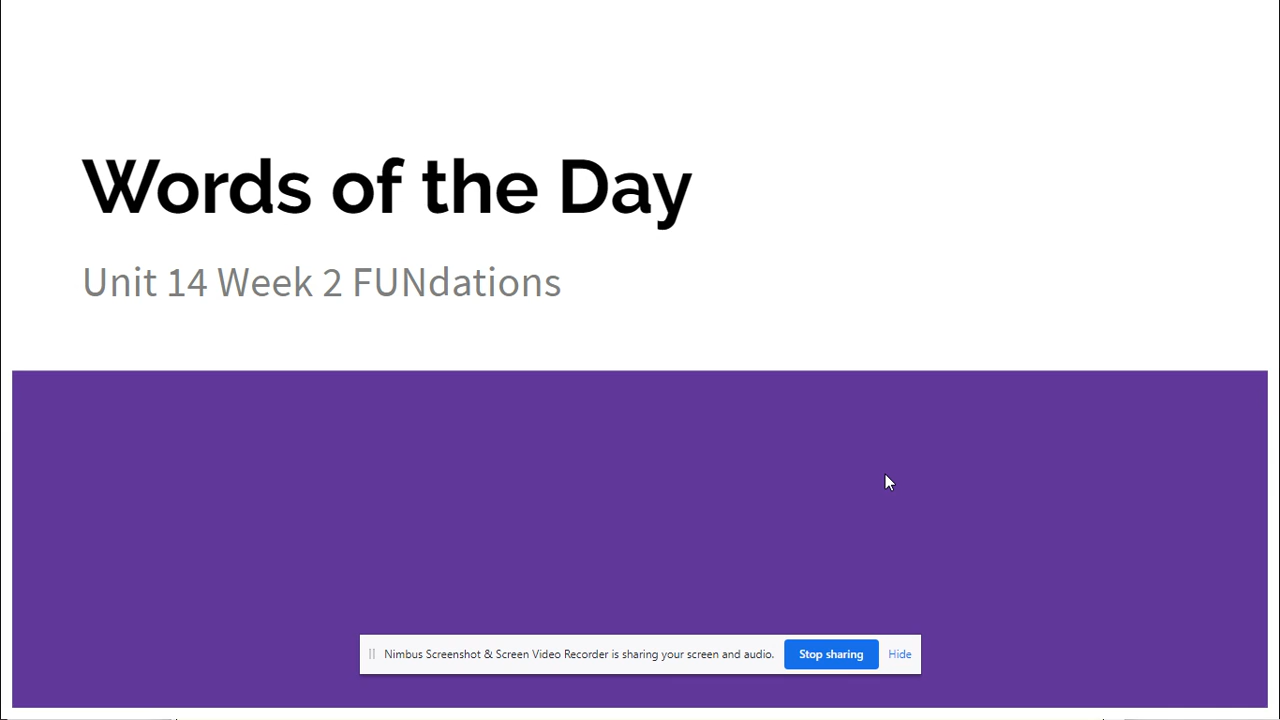 Words of the Day
Unit 14 Week 2 FUNdations
Nimbus Screenshot & Screen Video Recorder is sharing your screen and audio. Stop sharing Hide